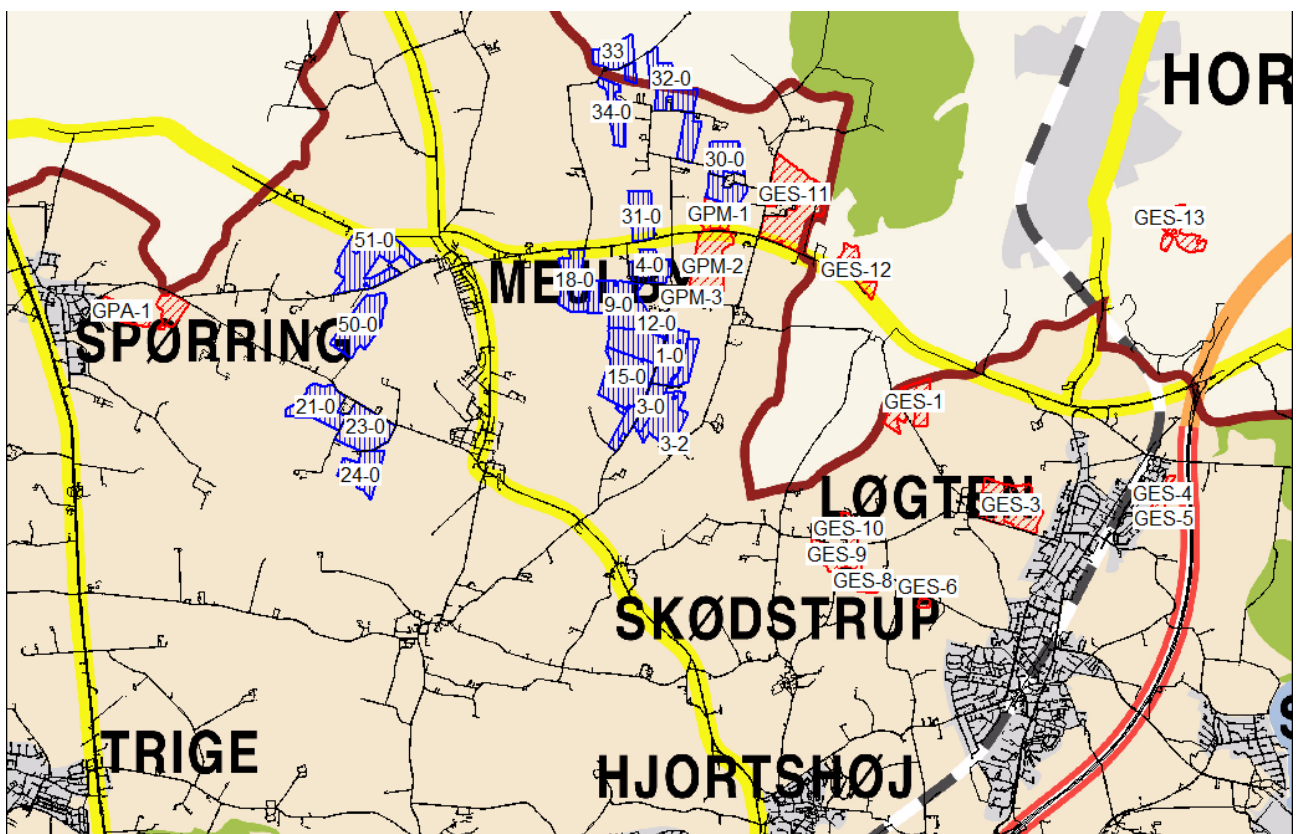 33
32-0
HOR
34-0
30-0
GES-11
31-0
GPM-1
GES-13
51-0
4-0
GPM-2
GES-12
18-0
9-0
GPM-3
GPA-1
SPØRRING
50-0
12-0
1-0
15-0
21-0
3-0
GES-1
23-0
3-2
24-0
LØGTEN
GES-3
GES-4
GES-5
GES-10
GES-9
GES-8
GES-6
SKØDSTRUP
TRIGE
HJORTSHØJ
S